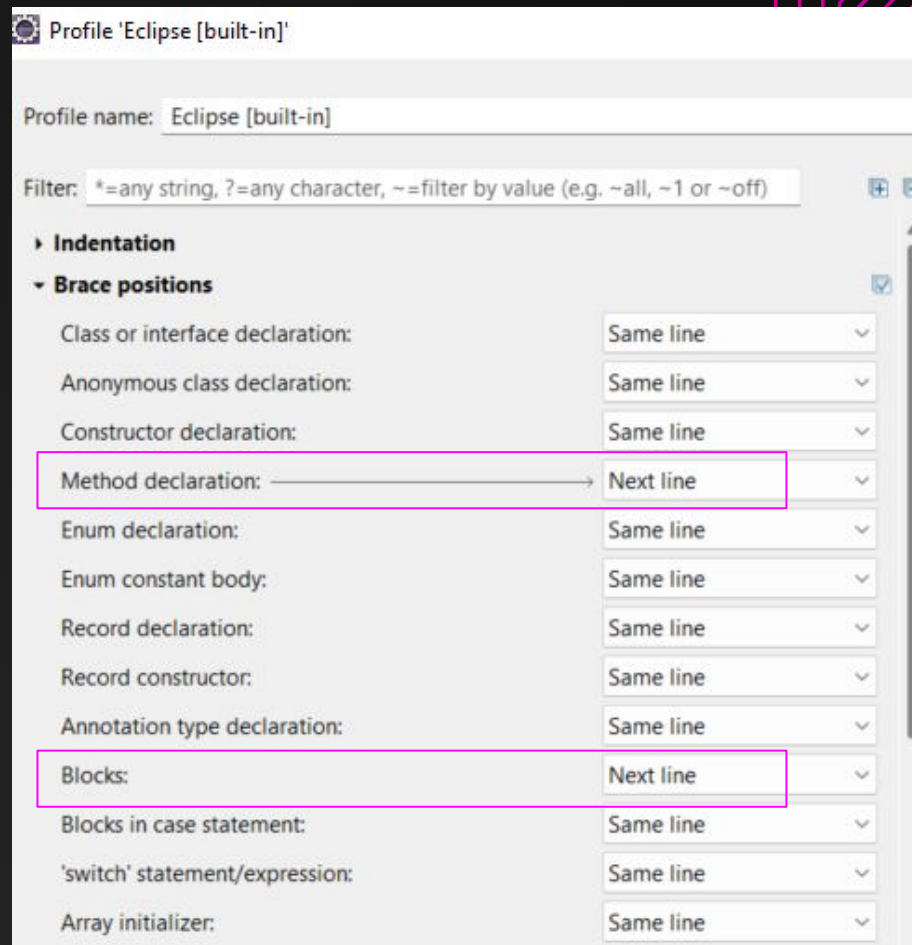 Profile 'Eclipse [built-in]'
Profile name: Eclipse [built-in]
Filter: *=any string, ?=any character, ~=filter by value (e.g. ~all, ~1 or ~off)
Indentation
Brace positions
Class or interface declaration: Same line
Anonymous class declaration: Same line
Constructor declaration: Same line
Method declaration: Next line
Enum declaration: Same line
Enum constant body: Same line
Record declaration: Same line
Record constructor: Same line
Annotation type declaration: Same line
Blocks: Next line
Blocks in case statement: Same line
'switch' statement/expression: Same line
Array initializer: Same line